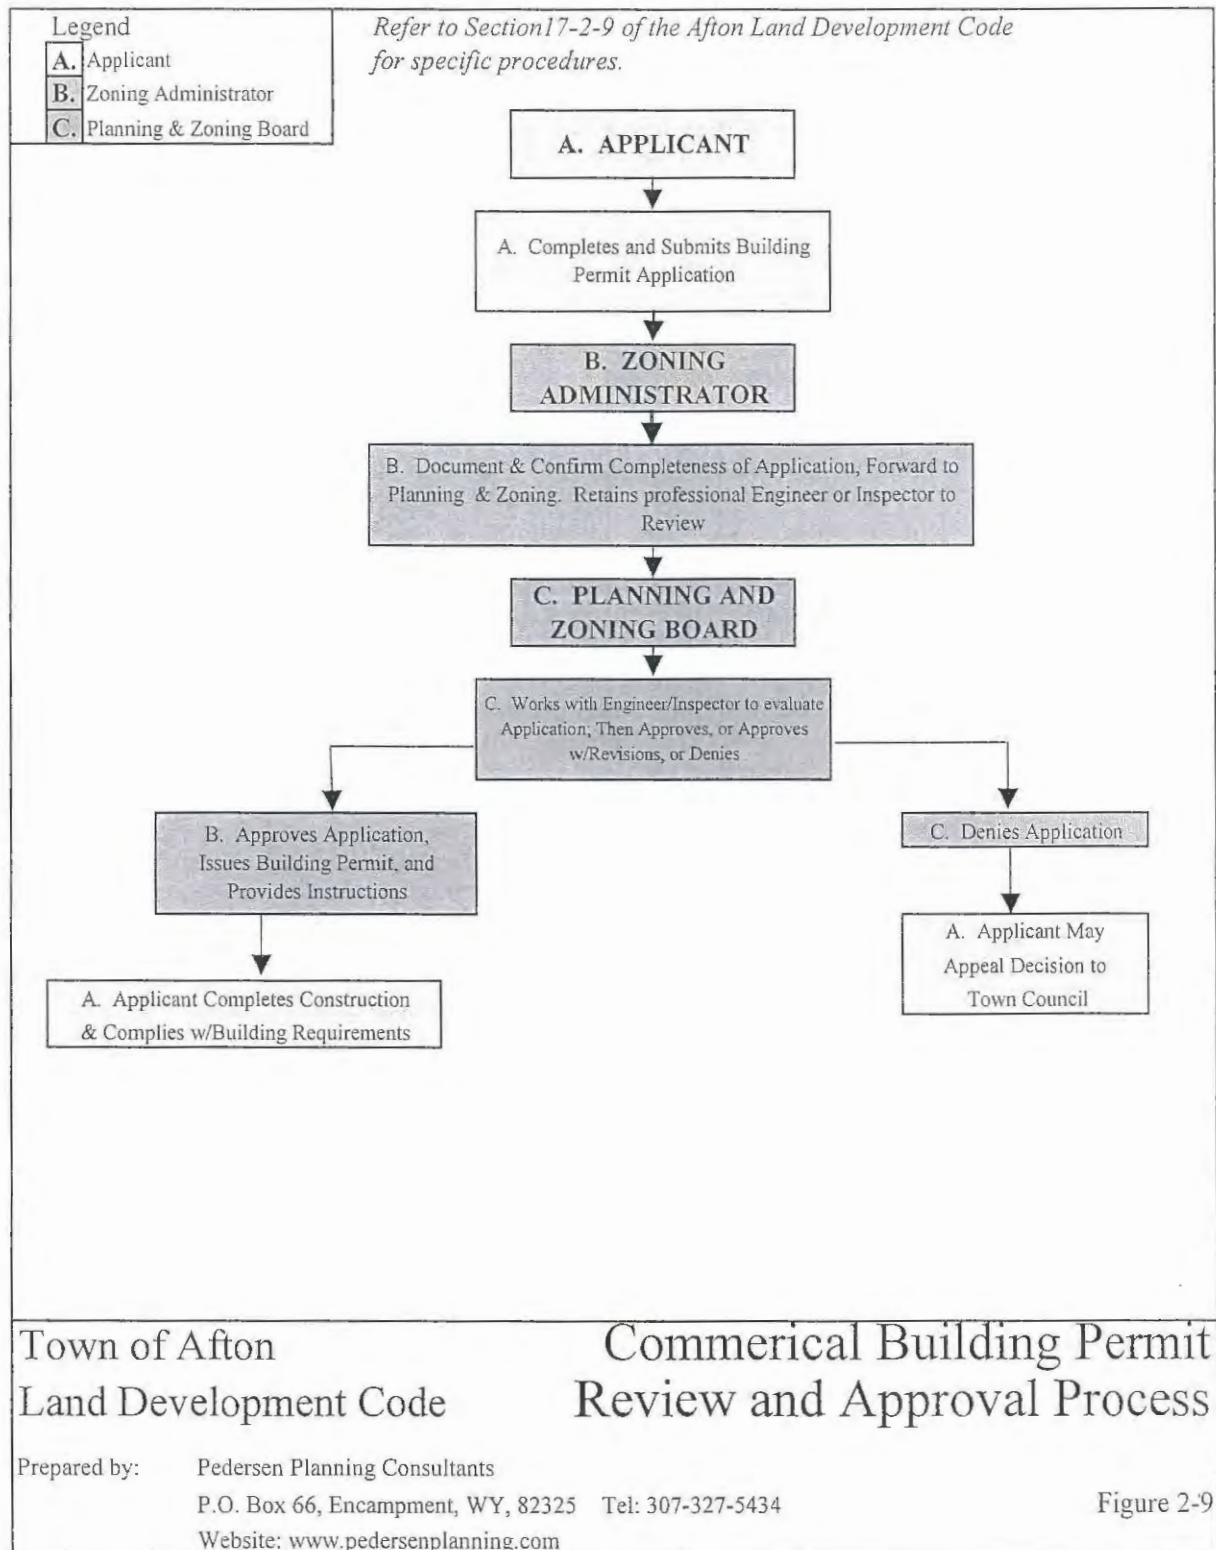 Legend
A. Applicant
B. Zoning Administrator
C. Planning & Zoning Board
Refer to Section17-2-9 of the Afton Land Development Code
for specific procedures.
A. APPLICANT
A. Completes and Submits Building
Permit Application
B. ZONING
ADMINISTRATOR
B. Document & Confirm Completeness of Application, Forward to
Planning & Zoning. Retains professional Engineer or Inspector to
Review
C. PLANNING AND
ZONING BOARD
C. Works with Engineer/Inspector to evaluate
Application; Then Approves, or Approves
w/Revisions, or Denies
B. Approves Application,
Issues Building Permit, and
Provides Instructions
A. Applicant Completes Construction
& Complies w/Building Requirements
C. Denies Application
A. Applicant May
Appeal Decision to
Town Council
Town of Afton
Land Development Code
Commerical Building Permit
Review and Approval Process
Prepared by: Pedersen Planning Consultants
P.O. Box 66, Encampment, WY, 82325 Tel: 307-327-5434
Website: www.pedersenplanning.com
Figure 2-9